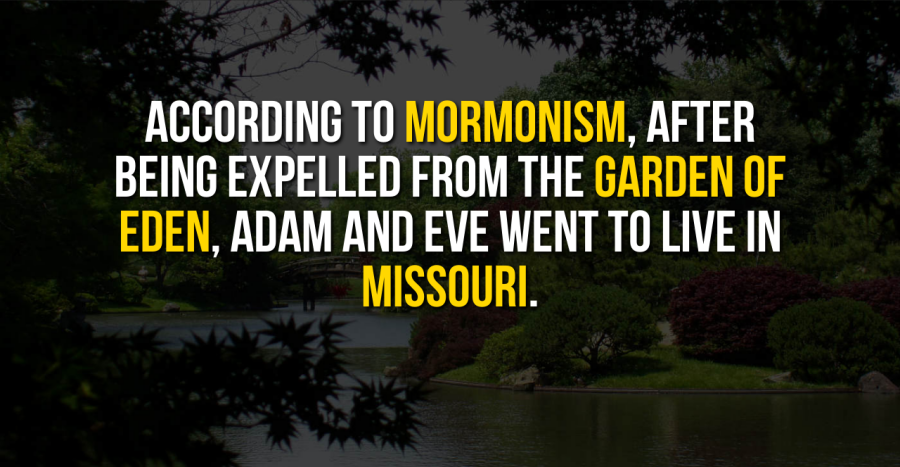 ACCORDING TO MORMONISM, AFTER
BEING EXPELLED FROM THE GARDEN OF
EDEN, ADAM AND EVE WENT TO LIVE IN
MISSOURI.